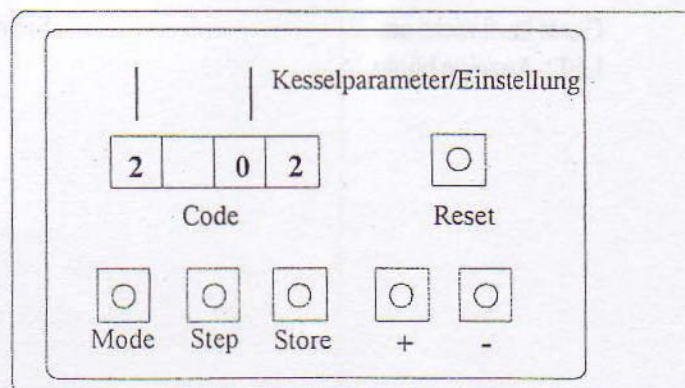 Kesselparameter/Einstellung
2 0 2
Code
Reset
Mode Step Store + -